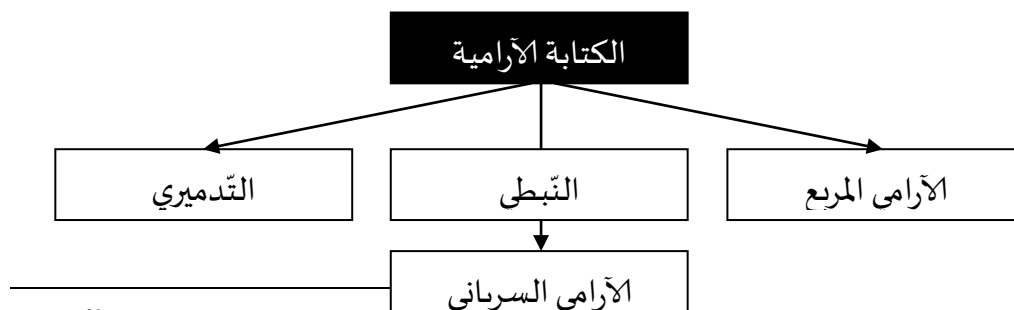 الكتابة الآرامية
الآرامي المربع
النّبطي
التّدميري
الآرامي السرياني